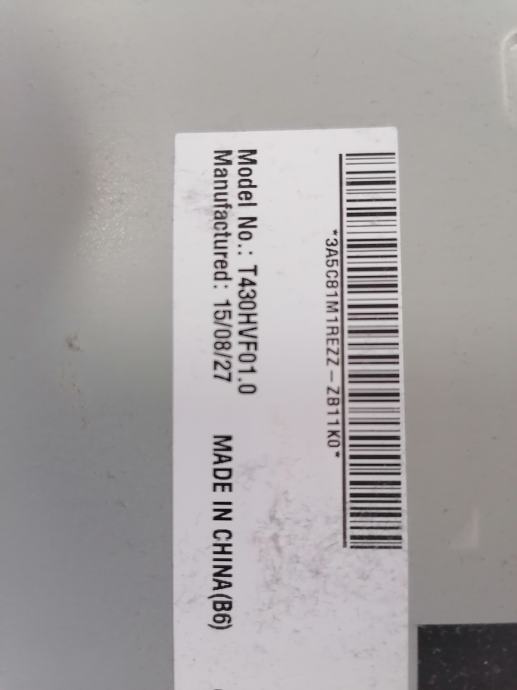 *3A5C81M1REZZ-ZB11K0*
Model No.: T430HVF01.0
Manufactured: 15/08/27 MADE IN CHINA(B6)